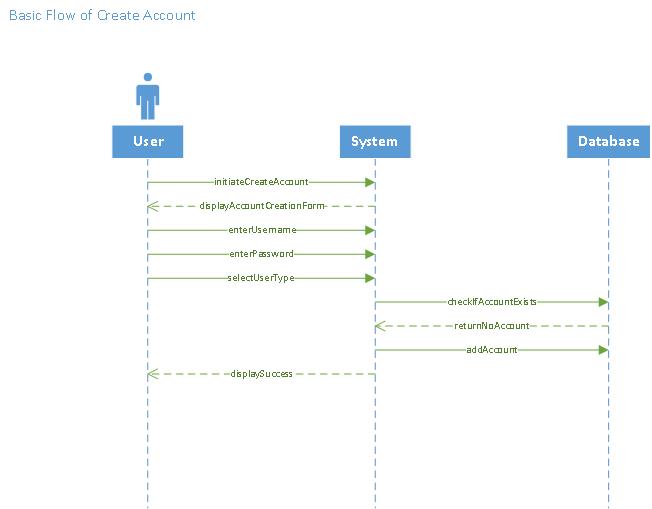 Basic Flow of Create Account
User
System
Database
initiateCreateAccount
displayAccountCreationForm
enterUsername
enterPassword
selectUserType
checkIfAccountExists
returnNoAccount
addAccount
displaySuccess